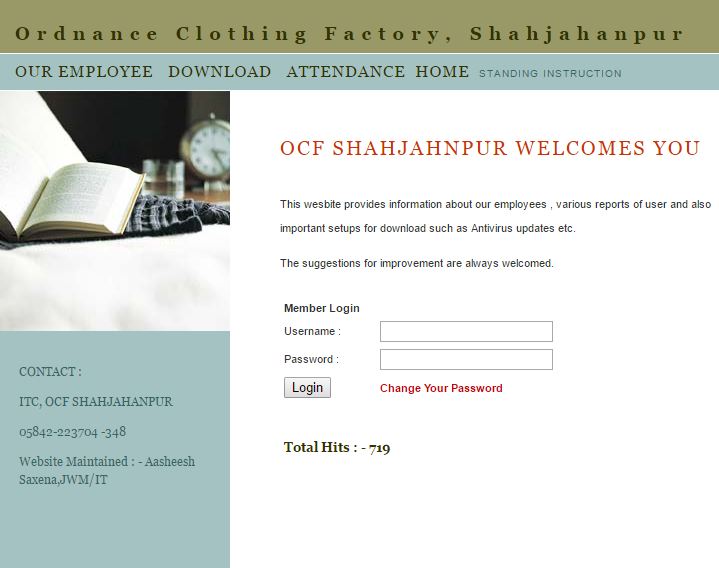 Ordnance Clothing Factory, Shahjahanpur
OUR EMPLOYEE DOWNLOAD ATTENDANCE HOME STANDING INSTRUCTION
OCF SHAHJAHNPUR WELCOMES YOU
This wesbite provides information about our employees , various reports of user and also
important setups for download such as Antivirus updates etc.
The suggestions for improvement are always welcomed.
Member Login
Username :
Password :
Login Change Your Password
Total Hits : - 719
CONTACT :
ITC, OCF SHAHJAHANPUR
05842-223704 -348
Website Maintained : - Aasheesh
Saxena,JWM/IT